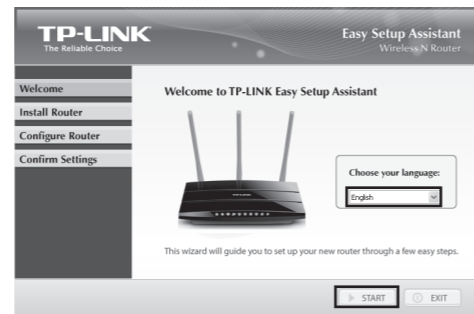 TP-LINK
The Reliable Choice
Easy Setup Assistant
Wireless N Router
Welcome
Install Router
Configure Router
Confirm Settings
Welcome to TP-LINK Easy Setup Assistant
TP-LINK
Choose your language:
English
This wizard will guide you to set up your new router through a few easy steps.
START
EXIT